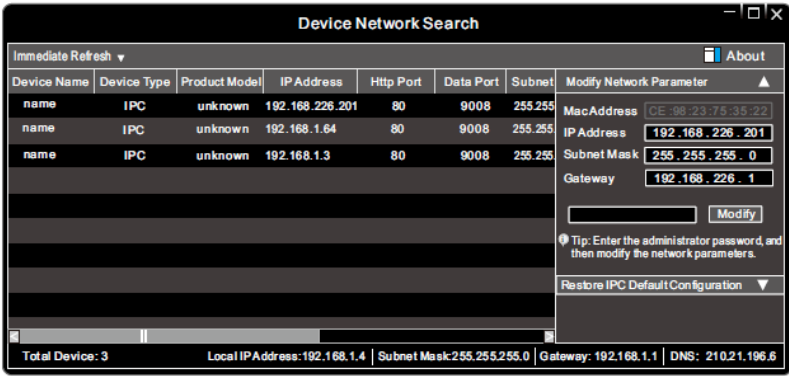 Device Network Search
Immediate Refresh
About
Device Name Device Type Product Model IP Address Http Port Data Port Subnet
name IPC unknown 192.168.226.201 80 9008 255.255
name IPC unknown 192.168.1.64 80 9008 255.255.
name IPC unknown 192.168.1.3 80 9008 255.255.
Modify Network Parameter
MacAddress CE:98:23:75:35:22
IP Address 192.168.226.201
Subnet Mask 255.255.255.0
Gateway 192.168.226.1
Modify
Tip: Enter the administrator password, and
then modify the network parameters.
Restore IPC Default Configuration
Total Device: 3 Local IP Address:192.168.1.4 Subnet Mask:255.255.255.0 Gateway: 192.168.1.1 DNS: 210.21.196.6